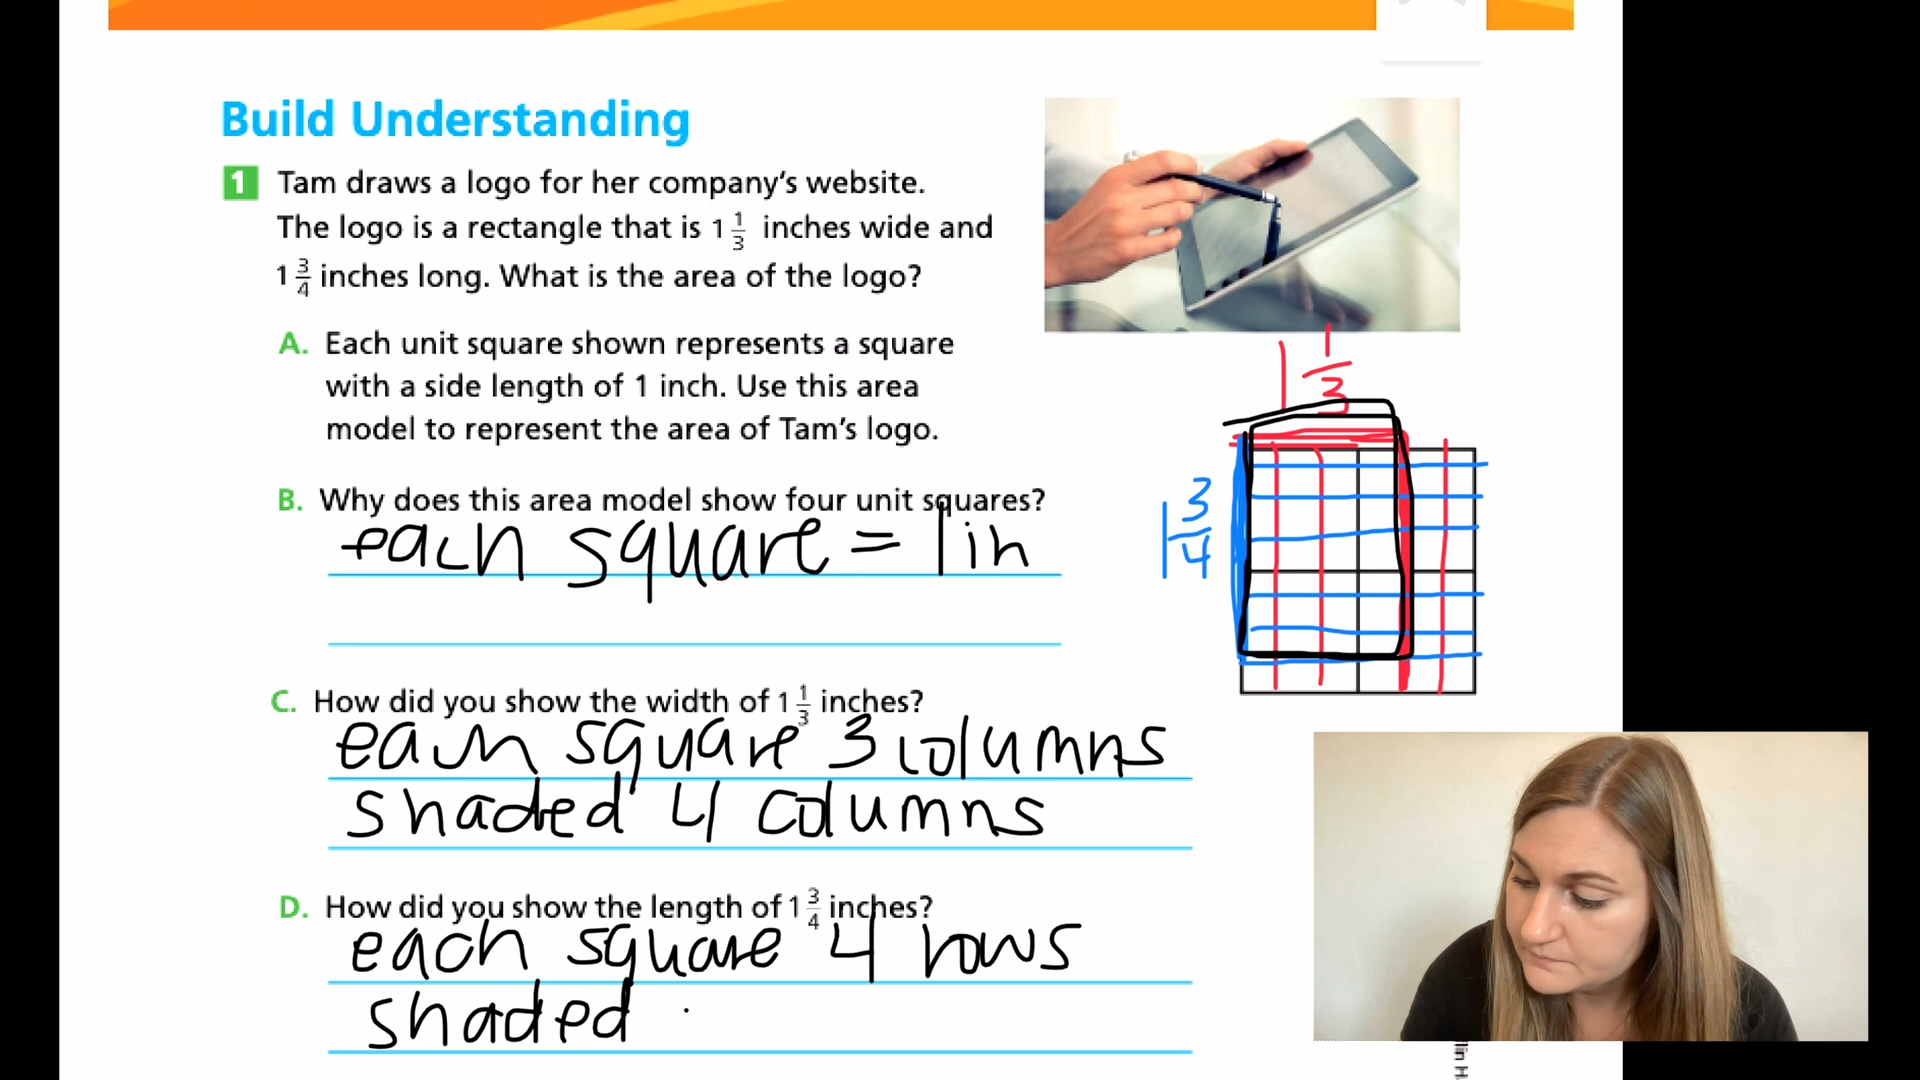 Build Understanding
1 Tam draws a logo for her company's website.
The logo is a rectangle that is 1 1/3 inches wide and
1 3/4 inches long. What is the area of the logo?
A. Each unit square shown represents a square
with a side length of 1 inch. Use this area
model to represent the area of Tam's logo.
1 1/3
1 3/4
B. Why does this area model show four unit squares?
each square = 1 in
C. How did you show the width of 1 1/3 inches?
each square 3 columns
shaded 4 columns
D. How did you show the length of 1 3/4 inches?
each square 4 rows
shaded